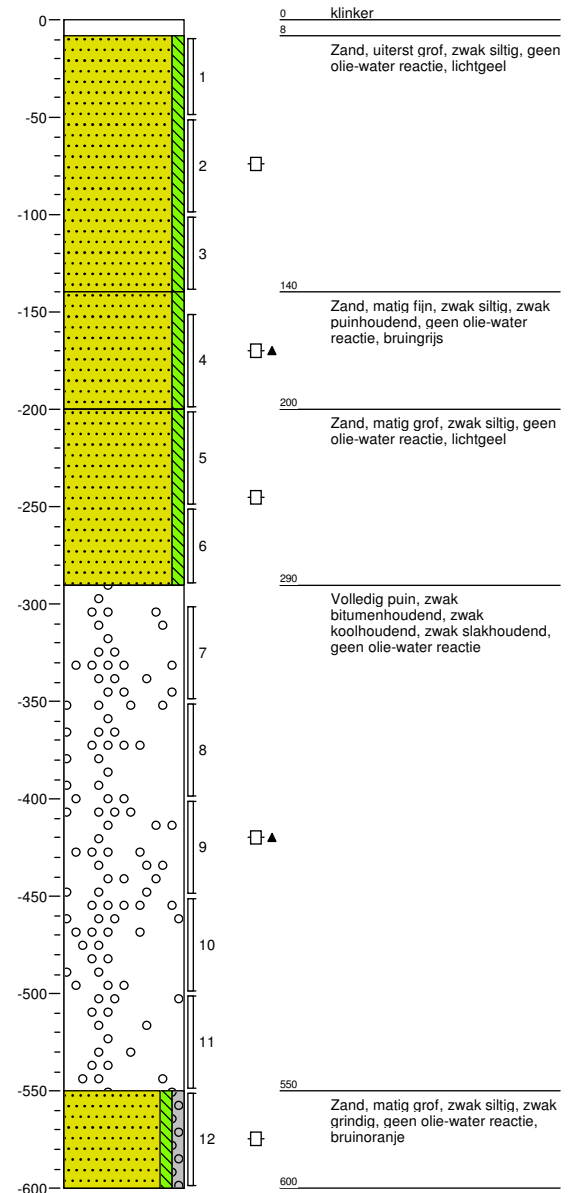 0
0
klinker
8
Zand, uiterst grof, zwak siltig, geen
olie-water reactie, lichtgeel
1
-50
2
-100
3
140
-150
Zand, matig fijn, zwak siltig, zwak
puinhoudend, geen olie-water
reactie, bruingrijs
4
-200
200
Zand, matig grof, zwak siltig, geen
olie-water reactie, lichtgeel
5
-250
6
290
-300
Volledig puin, zwak
bitumenhoudend, zwak
koolhoudend, zwak slakhoudend,
geen olie-water reactie
7
-350
8
-400
9
-450
10
-500
11
-550
550
Zand, matig grof, zwak siltig, zwak
grindig, geen olie-water reactie,
bruinoranje
12
-600
600